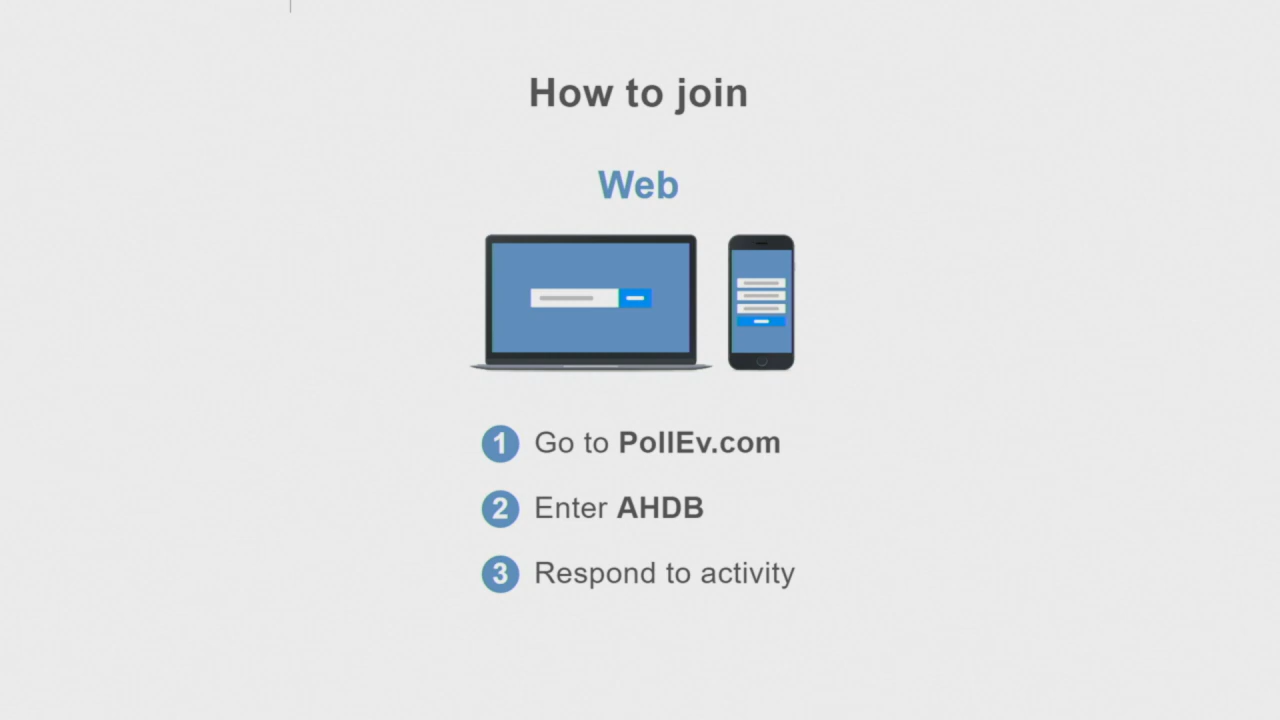 How to join
Web
1 Go to PollEv.com
2 Enter AHDB
3 Respond to activity